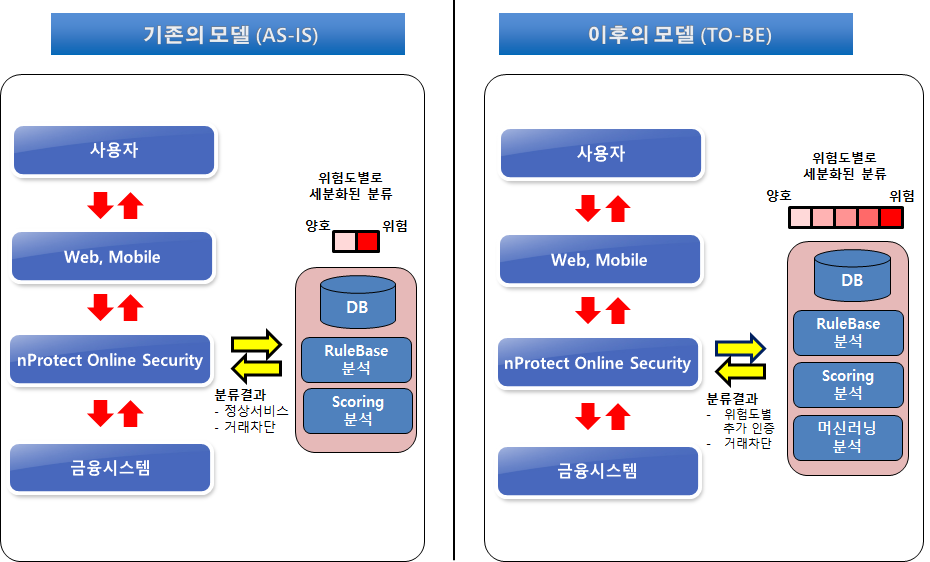 기존의 모델 (AS-IS)
사용자
Web, Mobile
nProtect Online Security
금융시스템
위험도별로
세분화된 분류
양호
위험
DB
RuleBase
분석
Scoring
분석
분류결과
- 정상서비스
- 거래차단
이후의 모델 (TO-BE)
사용자
Web, Mobile
nProtect Online Security
금융시스템
위험도별로
세분화된 분류
양호
위험
DB
RuleBase
분석
Scoring
분석
머신러닝
분석
분류결과
- 위험도별
추가 인증
- 거래차단